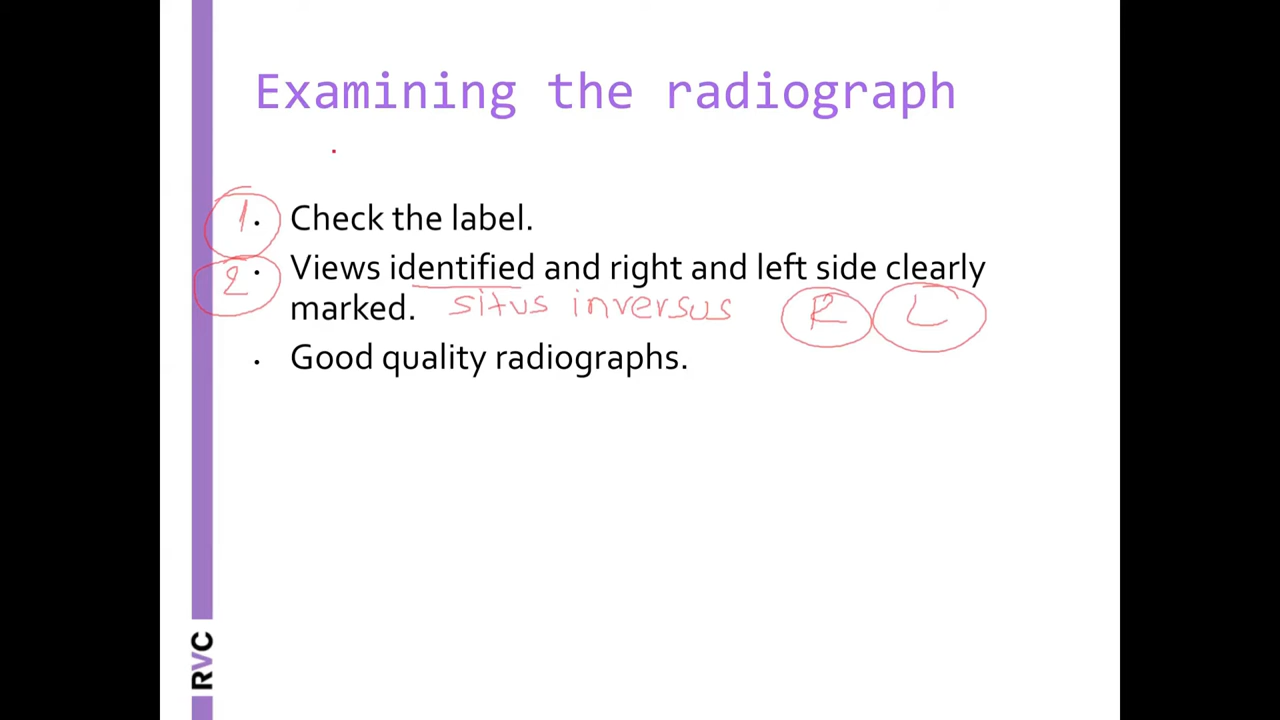 Examining the radiograph
1 • Check the label.
2 • Views identified and right and left side clearly
marked. situs inversus R L
• Good quality radiographs.
RVC